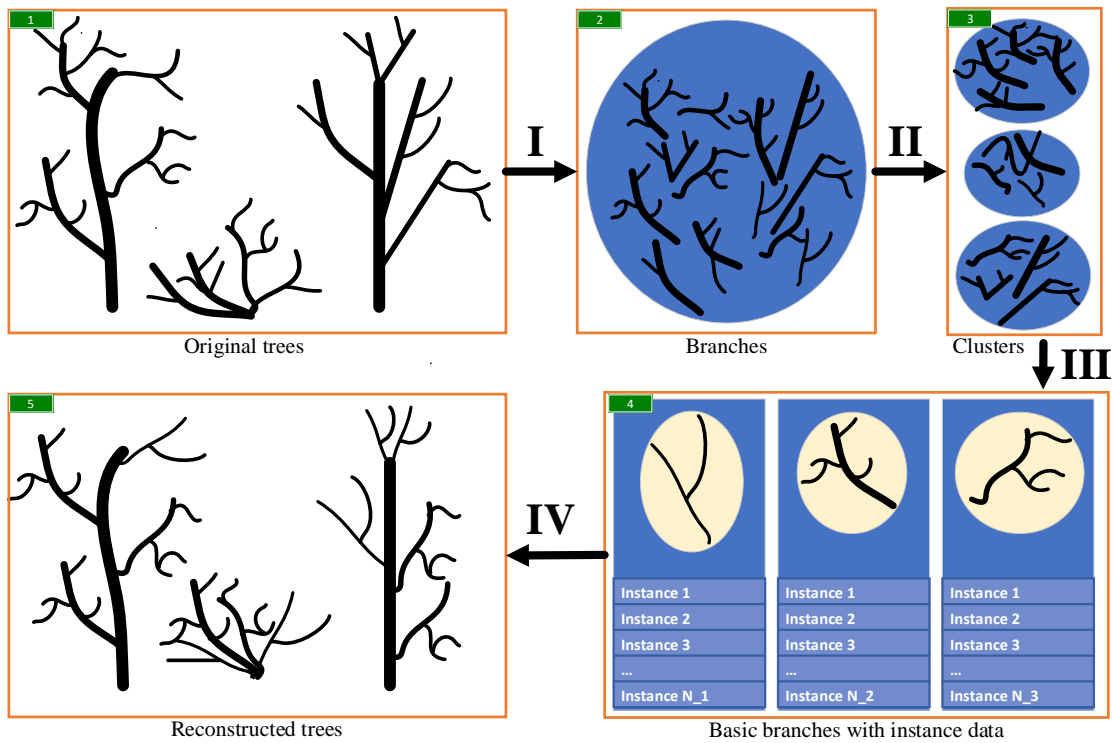 1
2
3
I
II
Original trees
Branches
Clusters
III
5
4
IV
Instance 1
Instance 2
Instance 3
...
Instance N_1
Instance 1
Instance 2
Instance 3
...
Instance N_2
Instance 1
Instance 2
Instance 3
...
Instance N_3
Reconstructed trees
Basic branches with instance data